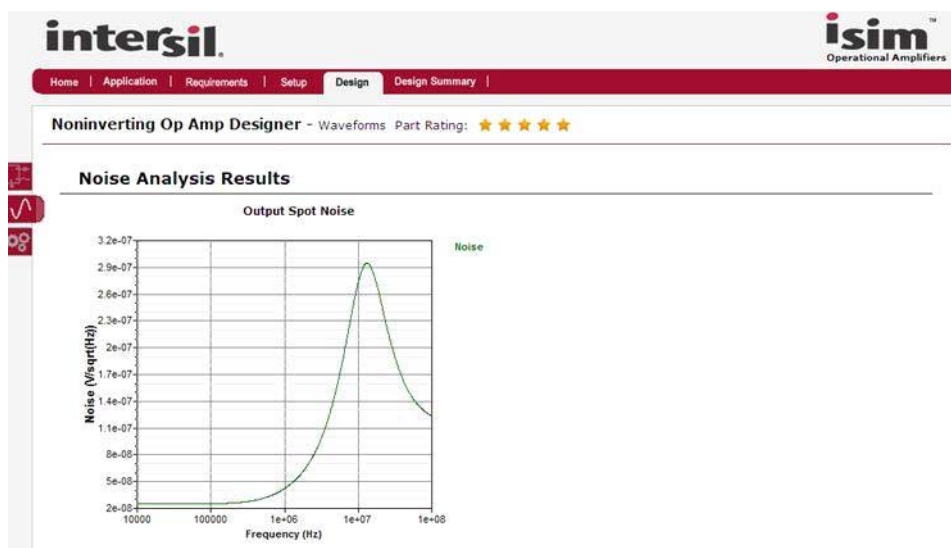 intersil.
isim™
Operational Amplifiers
Home | Application | Requirements | Setup Design Design Summary |
Noninverting Op Amp Designer - Waveforms Part Rating:
Noise Analysis Results
Output Spot Noise
Noise
3.2e-07
2.9e-07
2.6e-07
2.3e-07
2e-07
1.7e-07
1.4e-07
1.1e-07
8e-08
5e-08
2e-08
Noise (V/sqrt(Hz))
10000 100000 1e+06 1e+07 1e+08
Frequency (Hz)